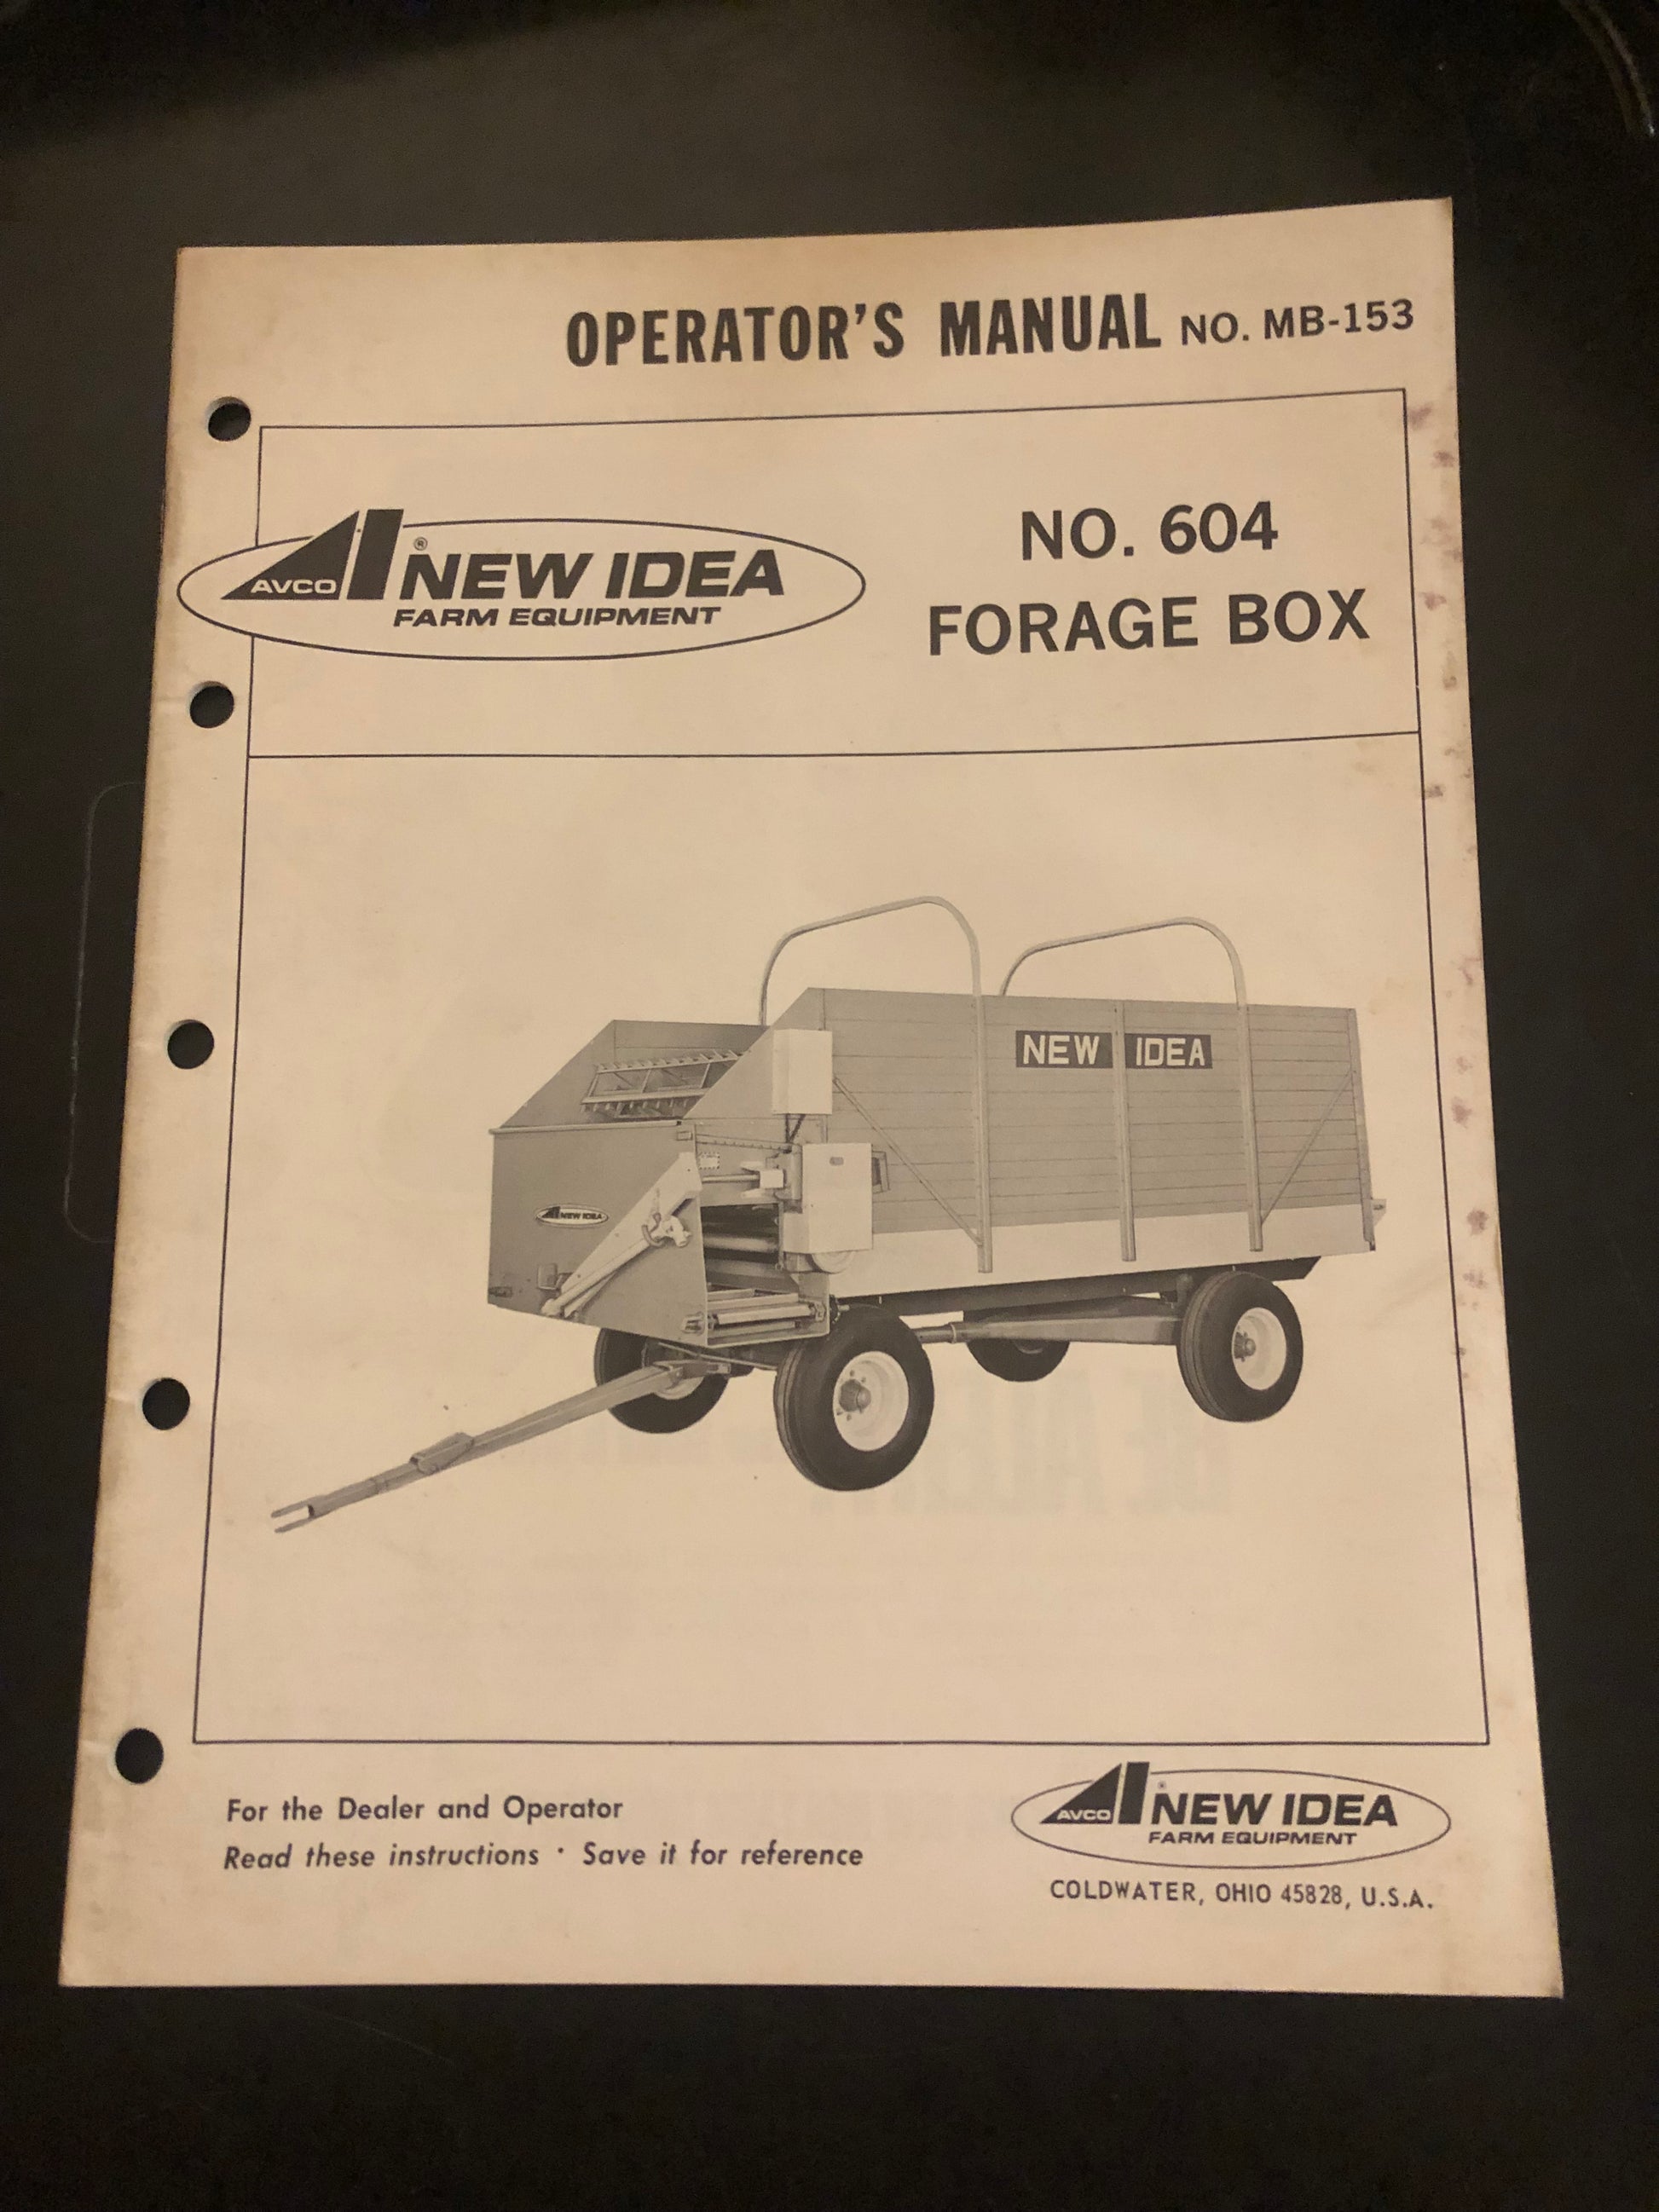 OPERATOR'S MANUAL NO. MB-153
AVCO NEW IDEA ®
FARM EQUIPMENT
NO. 604
FORAGE BOX
NEW IDEA
NEW IDEA
For the Dealer and Operator
Read these instructions · Save it for reference
AVCO NEW IDEA ®
FARM EQUIPMENT
COLDWATER, OHIO 45828, U.S.A.